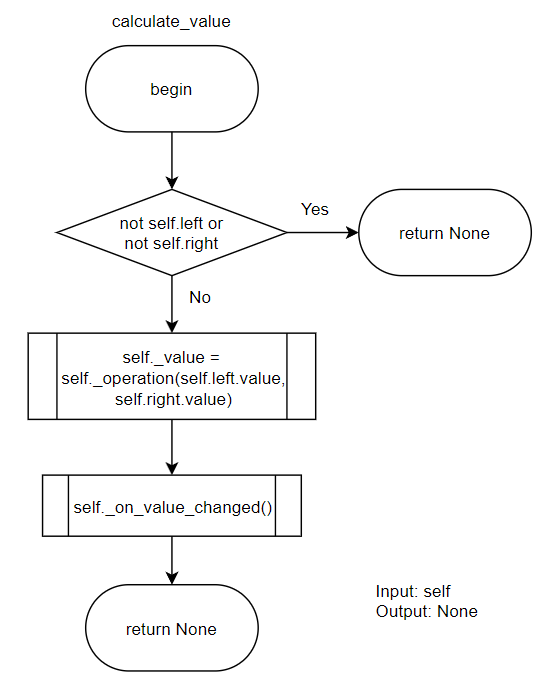 calculate_value
begin
not self.left or
not self.right
Yes
return None
No
self._value =
self._operation(self.left.value,
self.right.value)
self._on_value_changed()
return None
Input: self
Output: None